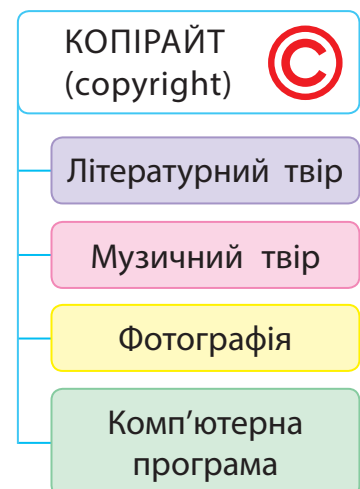 КОПІРАЙТ
(copyright) ©
Літературний твір
Музичний твір
Фотографія
Комп’ютерна
програма